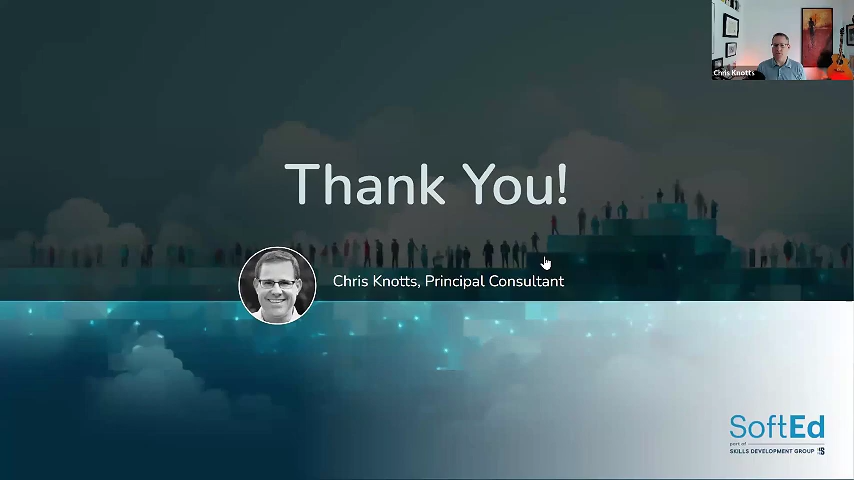 Chris Knotts
Thank You!
Chris Knotts, Principal Consultant
SoftEd
part of
SKILLS DEVELOPMENT GROUP